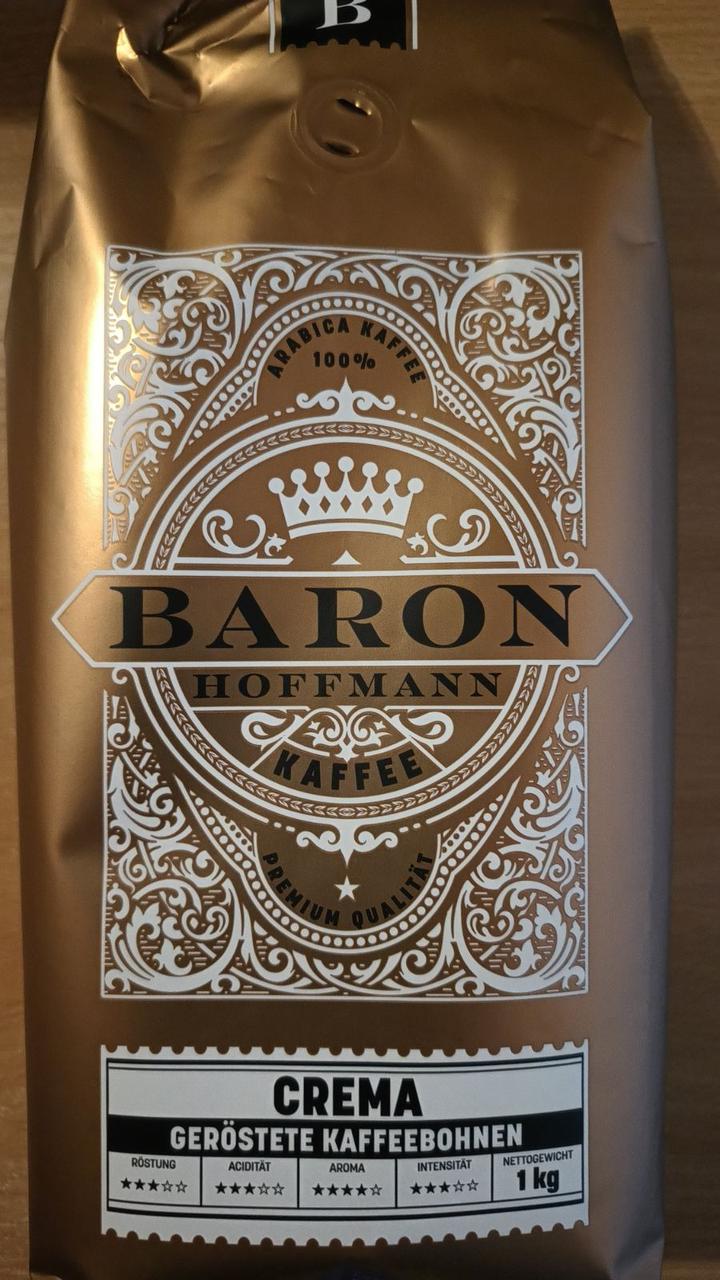 B
ARABICA KAFFEE
100%
BARON
HOFFMANN
KAFFEE
PREMIUM QUALITÄT
CREMA
GERÖSTETE KAFFEEBOHNEN
RÖSTUNG ACIDITÄT AROMA INTENSITÄT NETTOGEWICHT
★★★☆☆ ★★★☆☆ ★★★★☆ ★★★☆☆ 1 kg